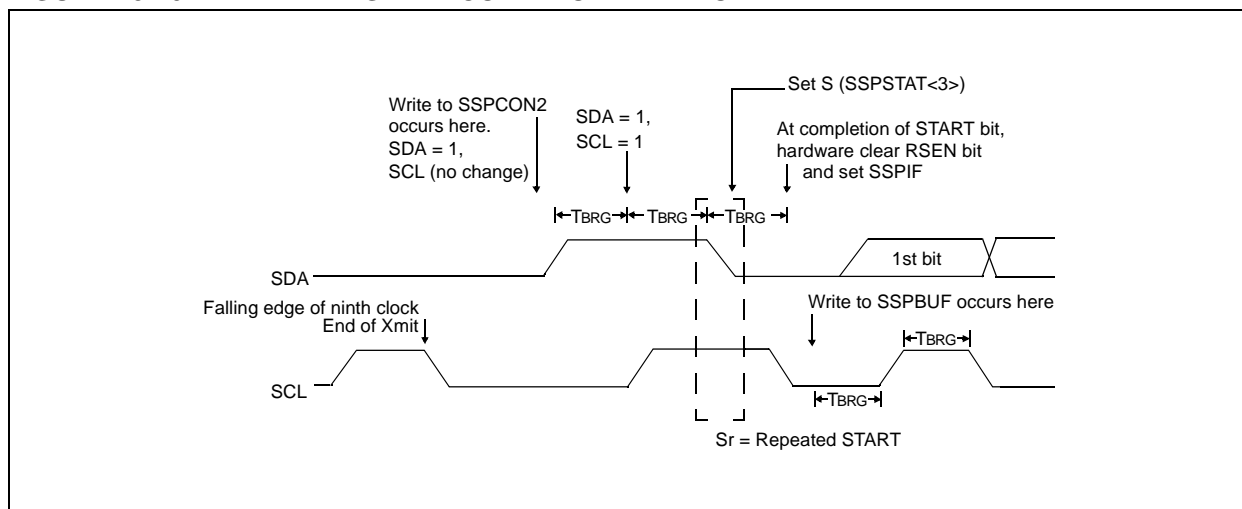 Set S (SSPSTAT<3>)
Write to SSPCON2
occurs here.
SDA = 1,
SCL (no change)
SDA = 1,
SCL = 1
At completion of START bit,
hardware clear RSEN bit
and set SSPIF
TBRG
TBRG
TBRG
SDA
1st bit
Falling edge of ninth clock
End of Xmit
Write to SSPBUF occurs here
TBRG
SCL
TBRG
Sr = Repeated START